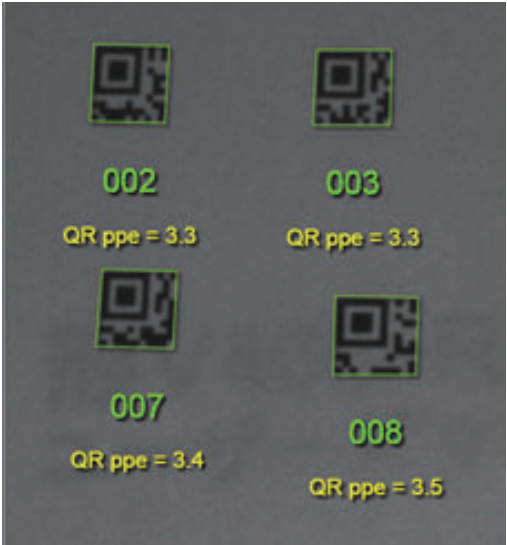 002
003
QR ppe = 3.3
QR ppe = 3.3
007
008
QR ppe = 3.4
QR ppe = 3.5